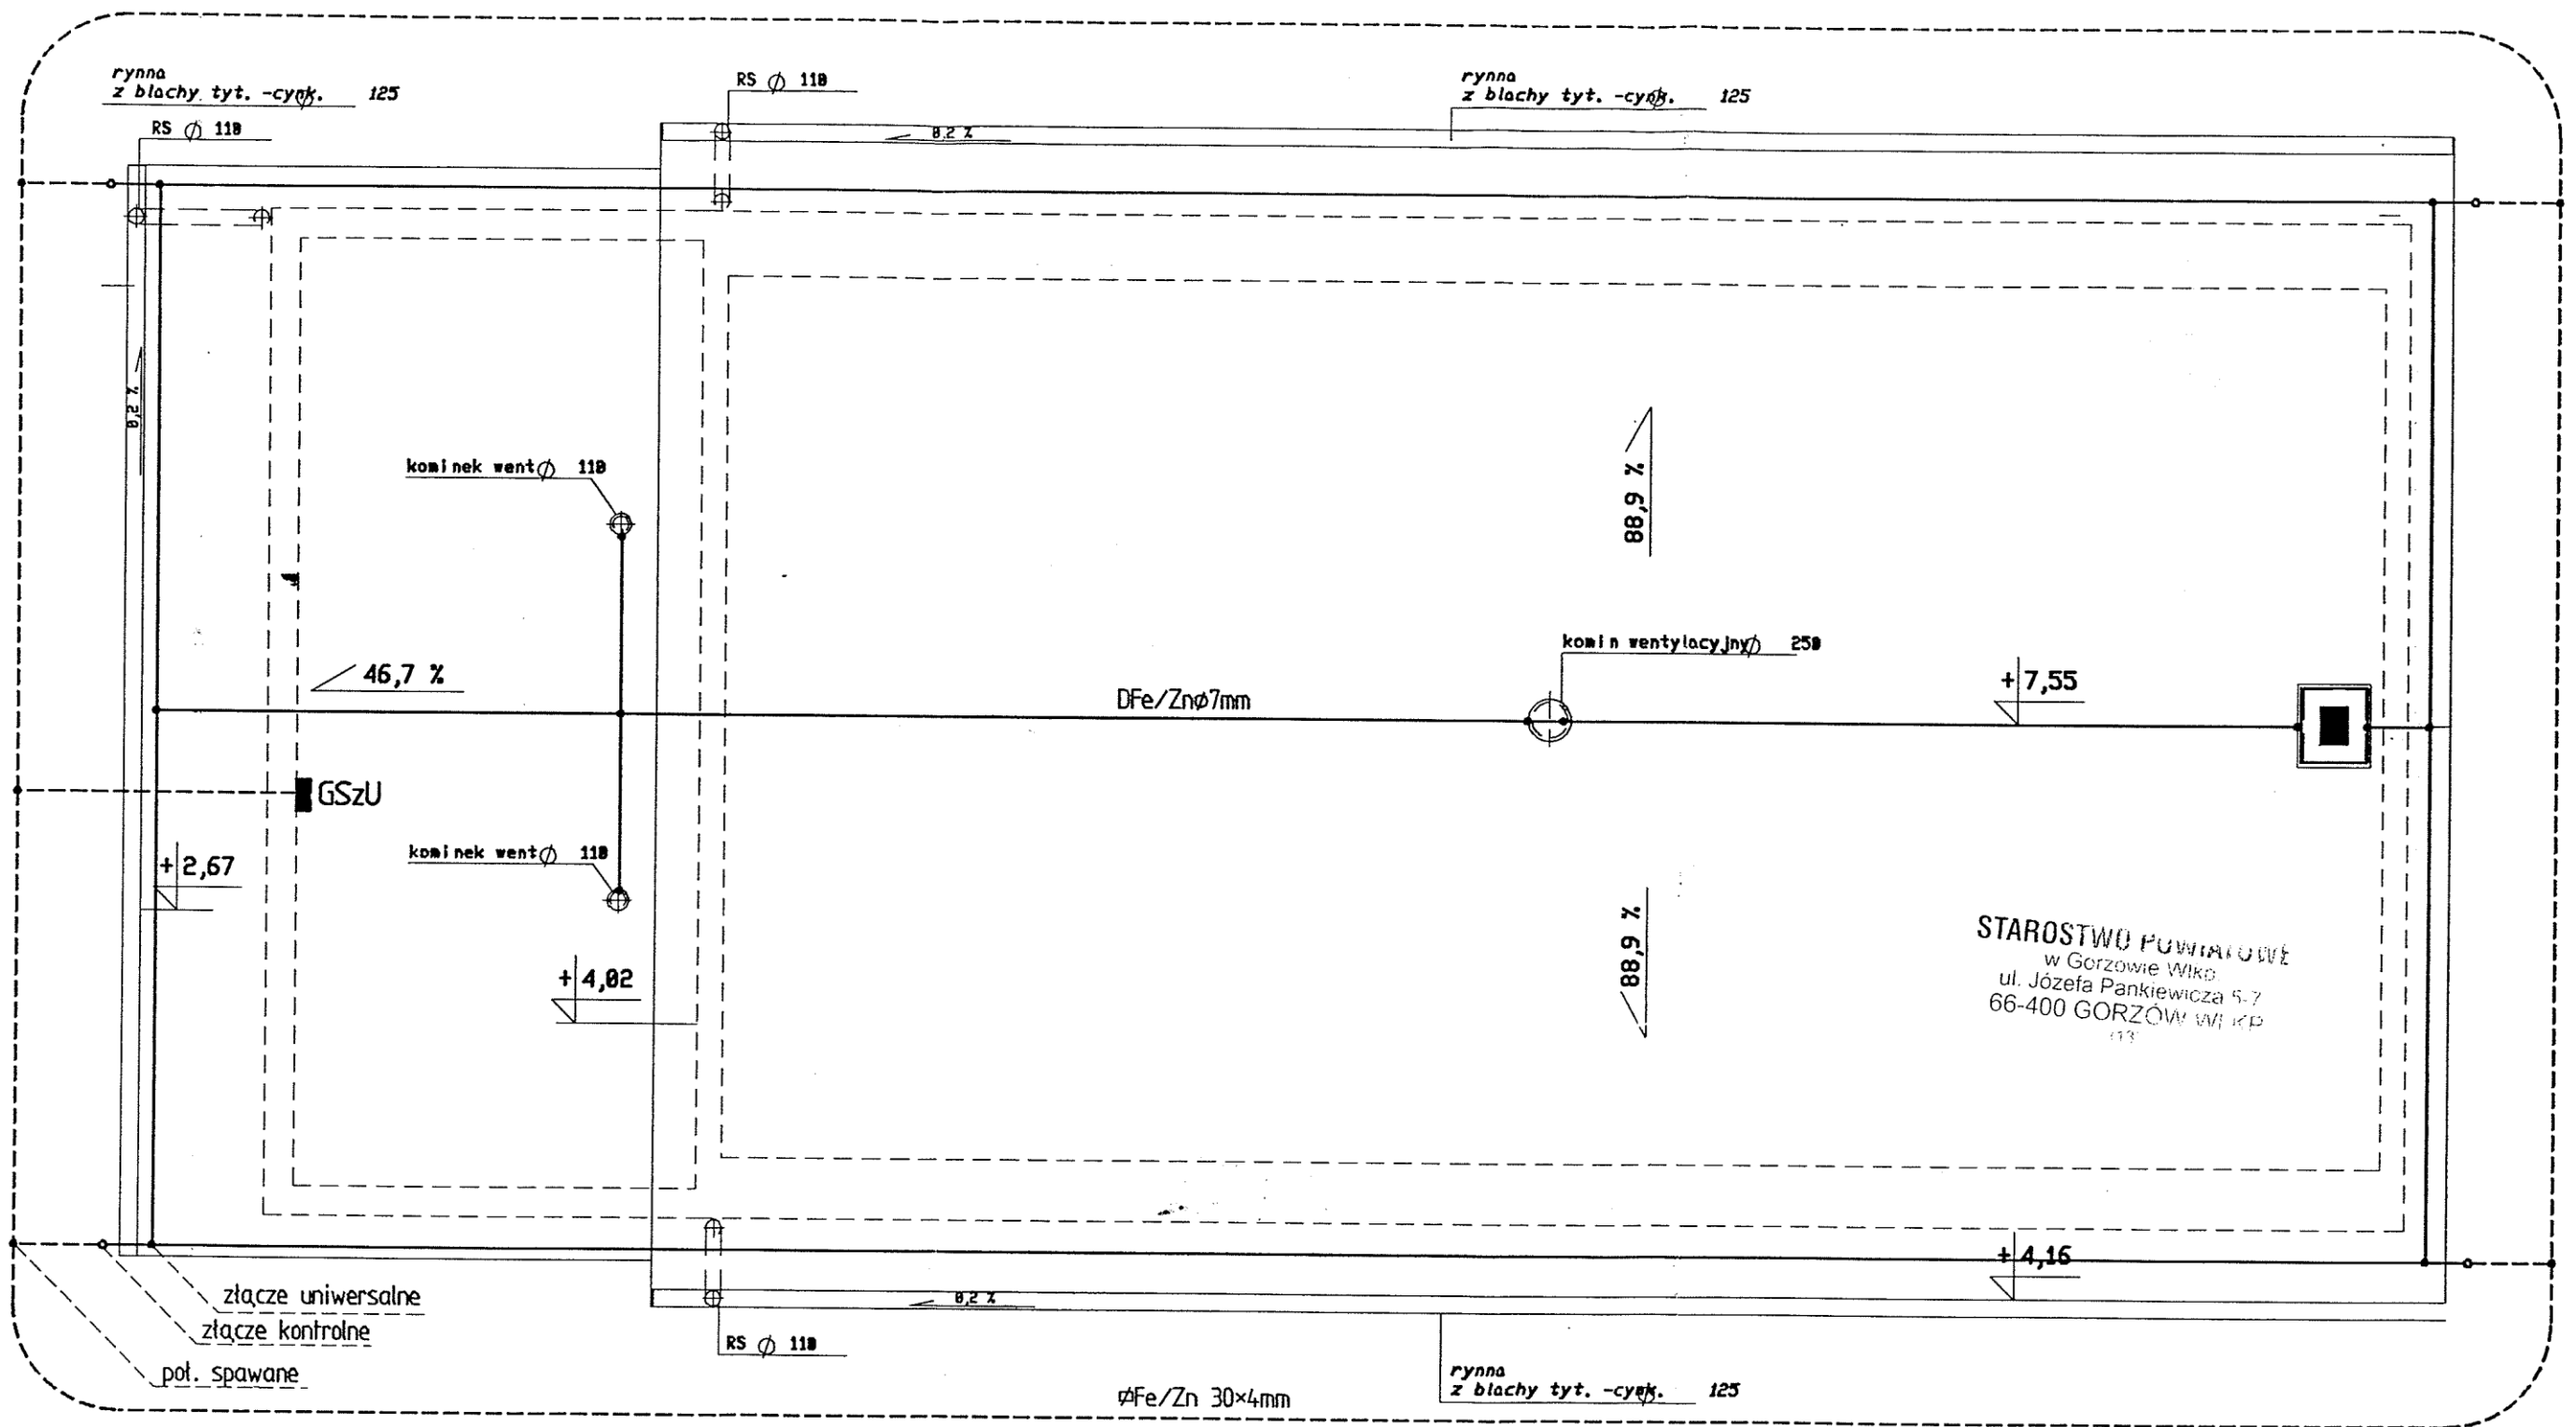 rynna
z blachy tyt. -cynk. ϕ 125
RS ϕ 110
RS ϕ 110
rynna
z blachy tyt. -cynk. ϕ 125
0,2 %
0,2 %
kominek went ϕ 110
88,9 %
komin wentylacyjny ϕ 250
46,7 %
DFe/Znø7mm
+7,55
GSzU
kominek went ϕ 110
+2,67
88,9 %
+4,02
STAROSTWO POWIATOWE
w Gorzowie Wlkp.
ul. Józefa Pankiewicza 5-7
66-400 GORZÓW WLKP
(13)
+4,16
złącze uniwersalne
złącze kontrolne
poł. spawane
0,2 %
RS ϕ 110
rynna
z blachy tyt. -cynk. ϕ 125
øFe/Zn 30×4mm